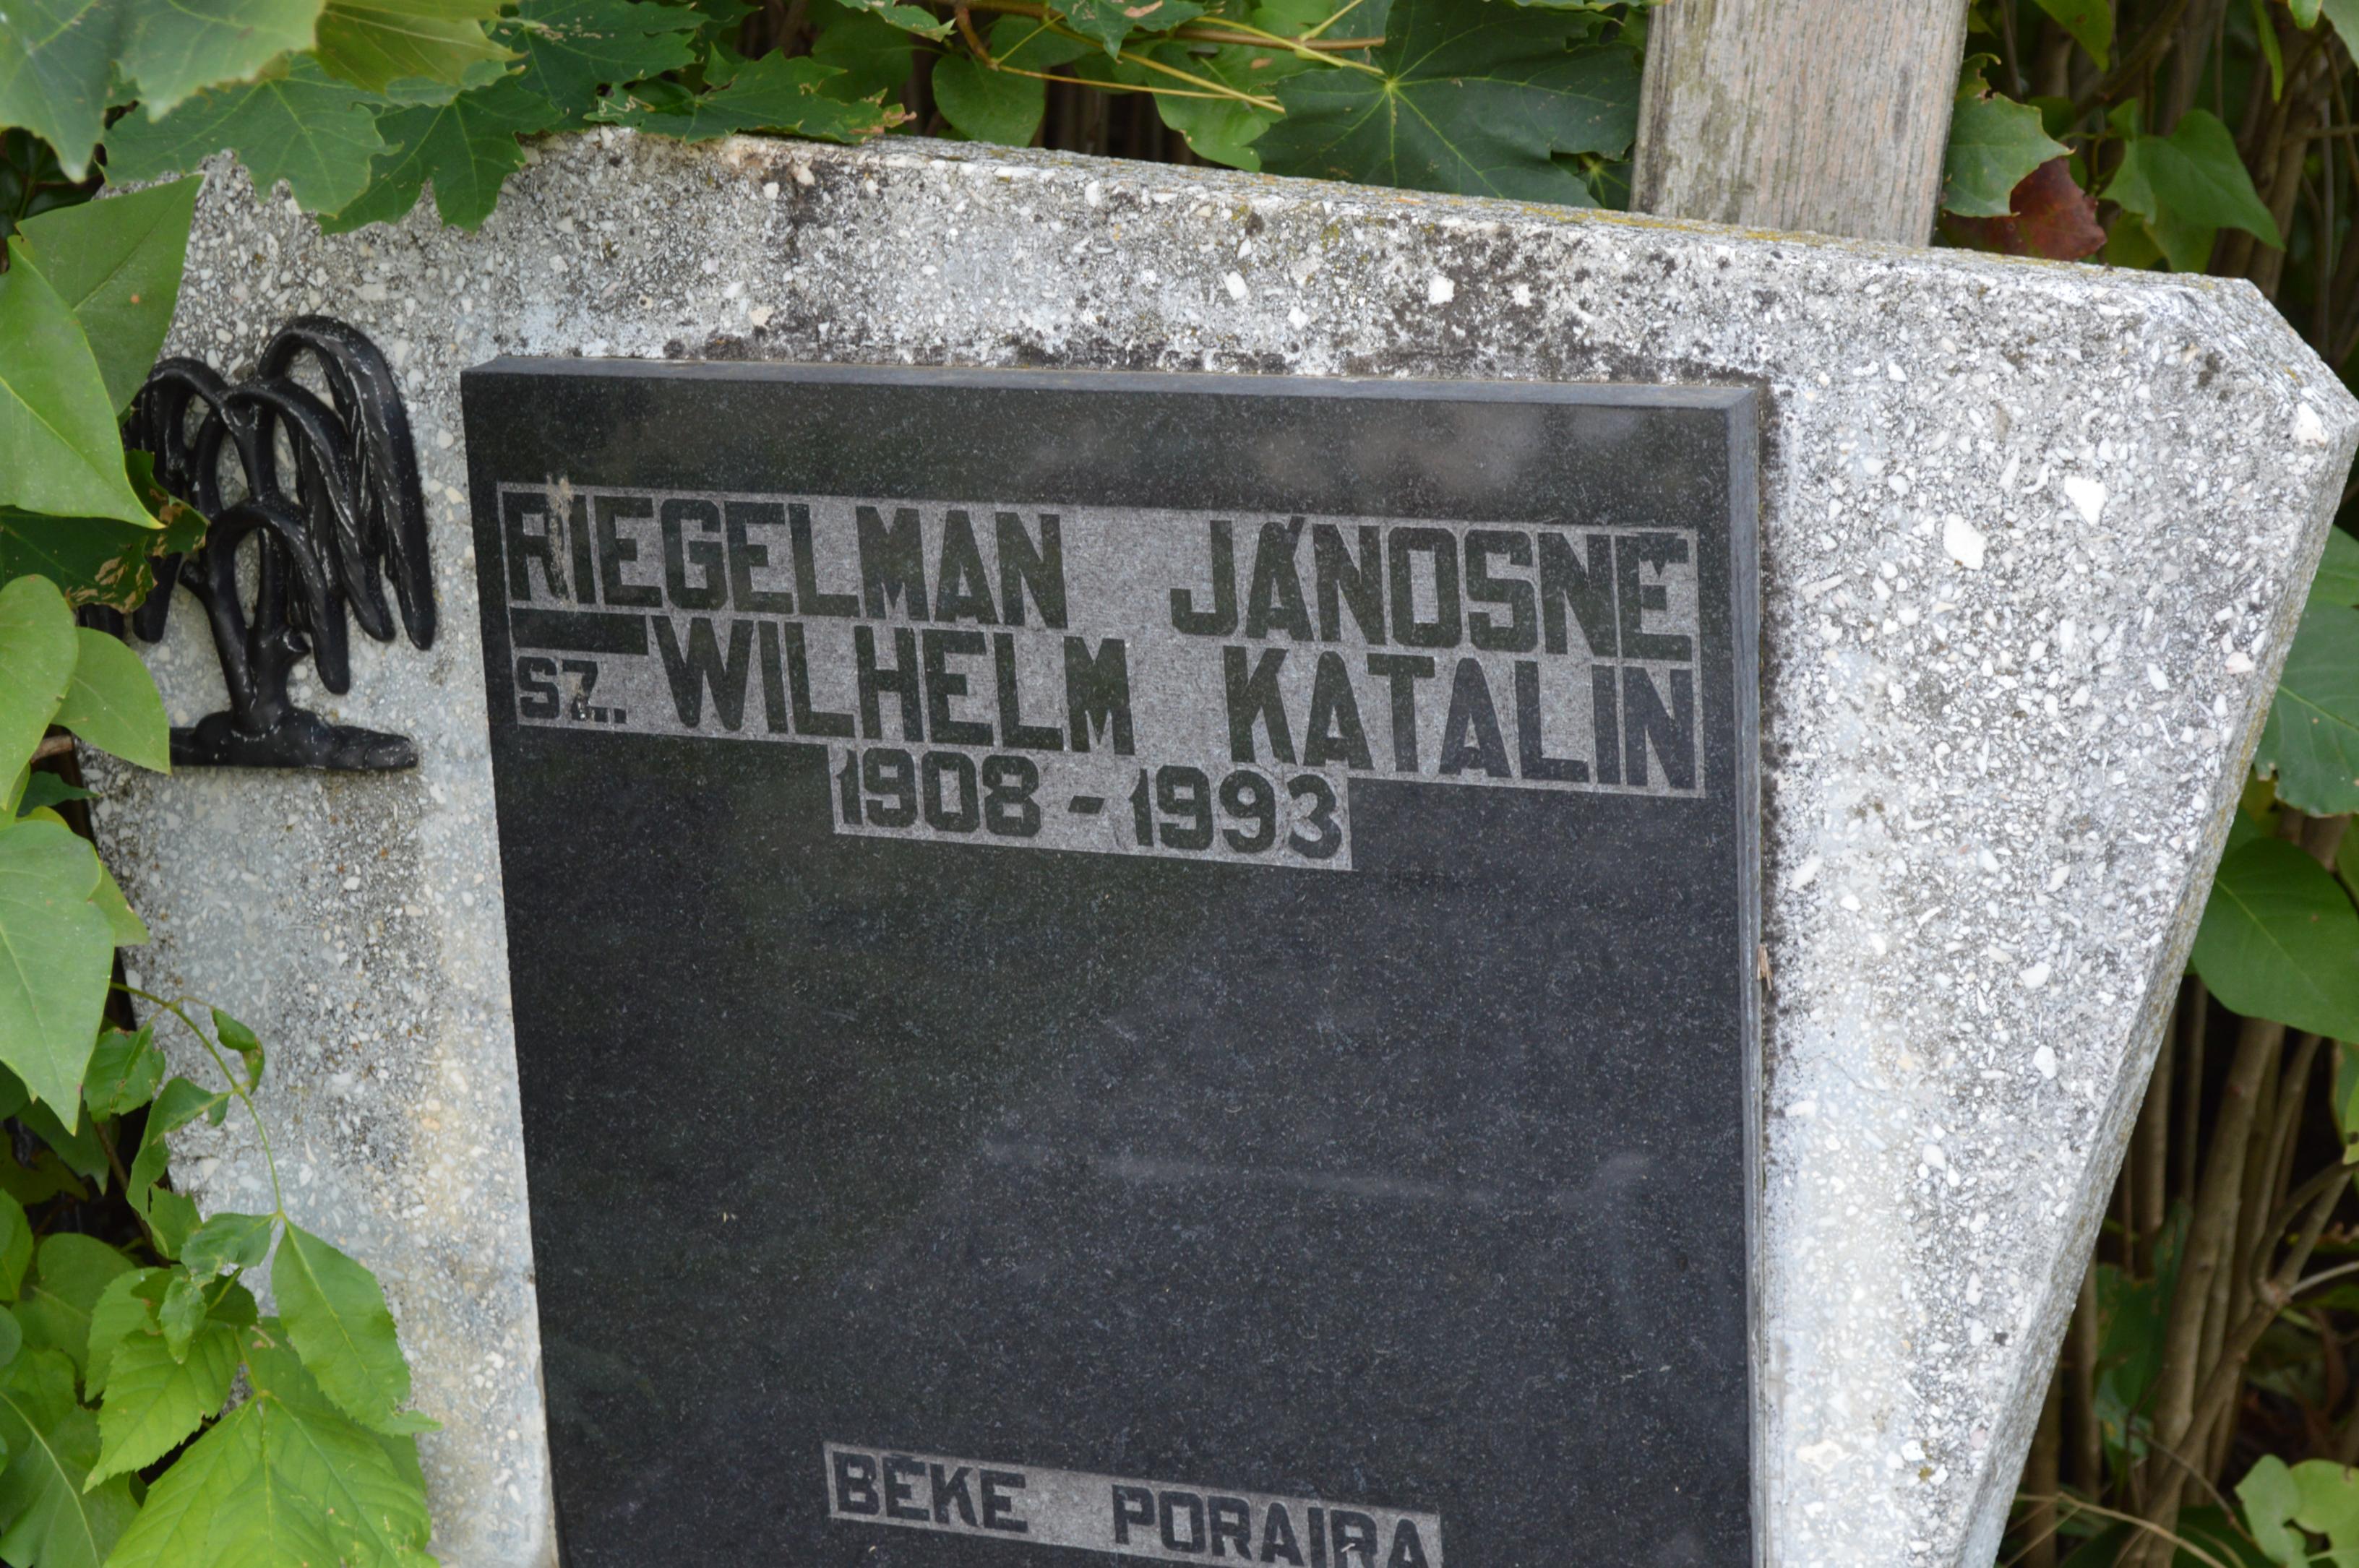 RIEGELMAN JÁNOSNÉ
SZ. WILHELM KATALIN
1908 - 1993
BÉKE PORAIRA